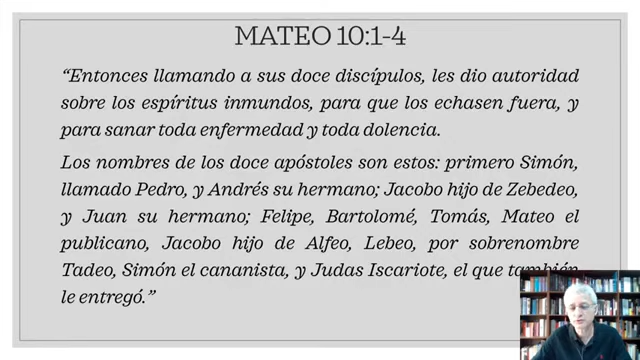 MATEO 10:1-4
“Entonces llamando a sus doce discípulos, les dio autoridad
sobre los espíritus inmundos, para que los echasen fuera, y
para sanar toda enfermedad y toda dolencia.
Los nombres de los doce apóstoles son estos: primero Simón,
llamado Pedro, y Andrés su hermano; Jacobo hijo de Zebedeo,
y Juan su hermano; Felipe, Bartolomé, Tomás, Mateo el
publicano, Jacobo hijo de Alfeo, Lebeo, por sobrenombre
Tadeo, Simón el cananista, y Judas Iscariote, el que también
le entregó.”